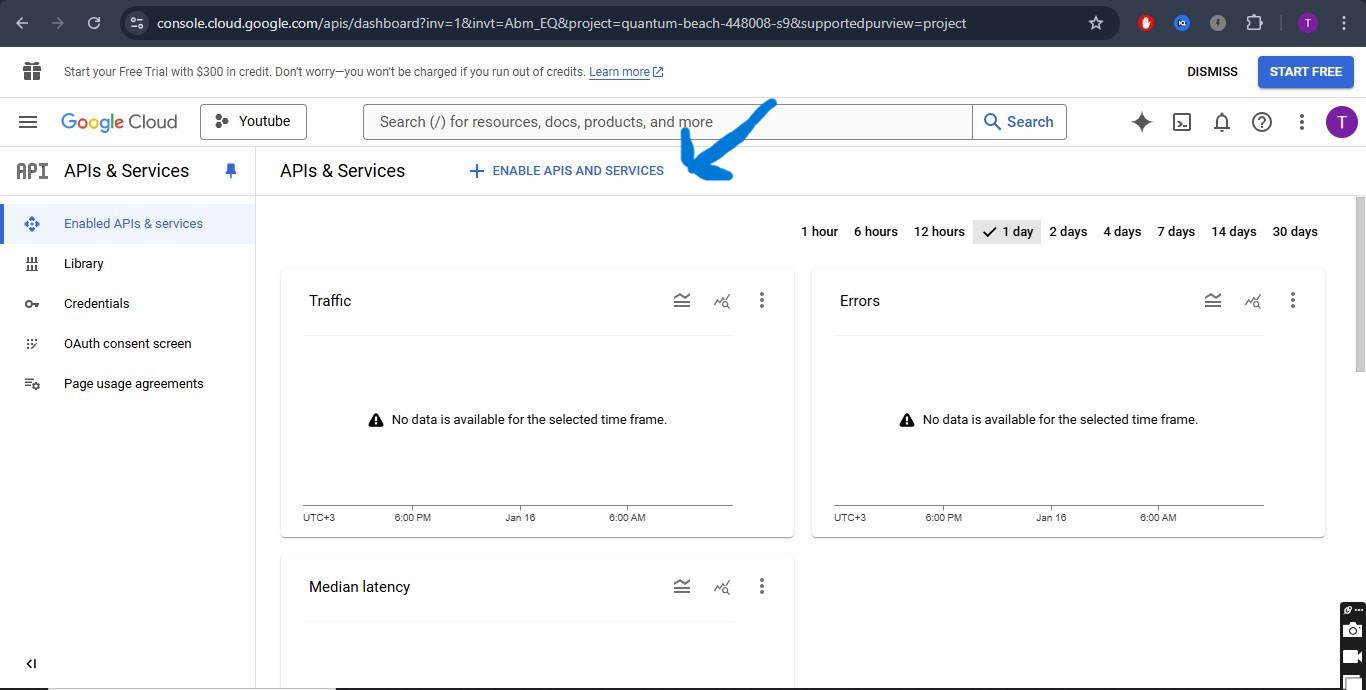 console.cloud.google.com/apis/dashboard?inv=1&invt=Abm_EQ&project=quantum-beach-448008-s9&supportedpurview=project
T
Start your Free Trial with $300 in credit. Don't worry—you won't be charged if you run out of credits. Learn more
DISMISS
START FREE
Google Cloud
Youtube
Search (/) for resources, docs, products, and more
Search
T
API APIs & Services
APIs & Services
+ ENABLE APIS AND SERVICES
Enabled APIs & services
Library
Credentials
OAuth consent screen
Page usage agreements
1 hour 6 hours 12 hours 1 day 2 days 4 days 7 days 14 days 30 days
Traffic
No data is available for the selected time frame.
UTC+3 6:00 PM Jan 16 6:00 AM
Errors
No data is available for the selected time frame.
UTC+3 6:00 PM Jan 16 6:00 AM
Median latency